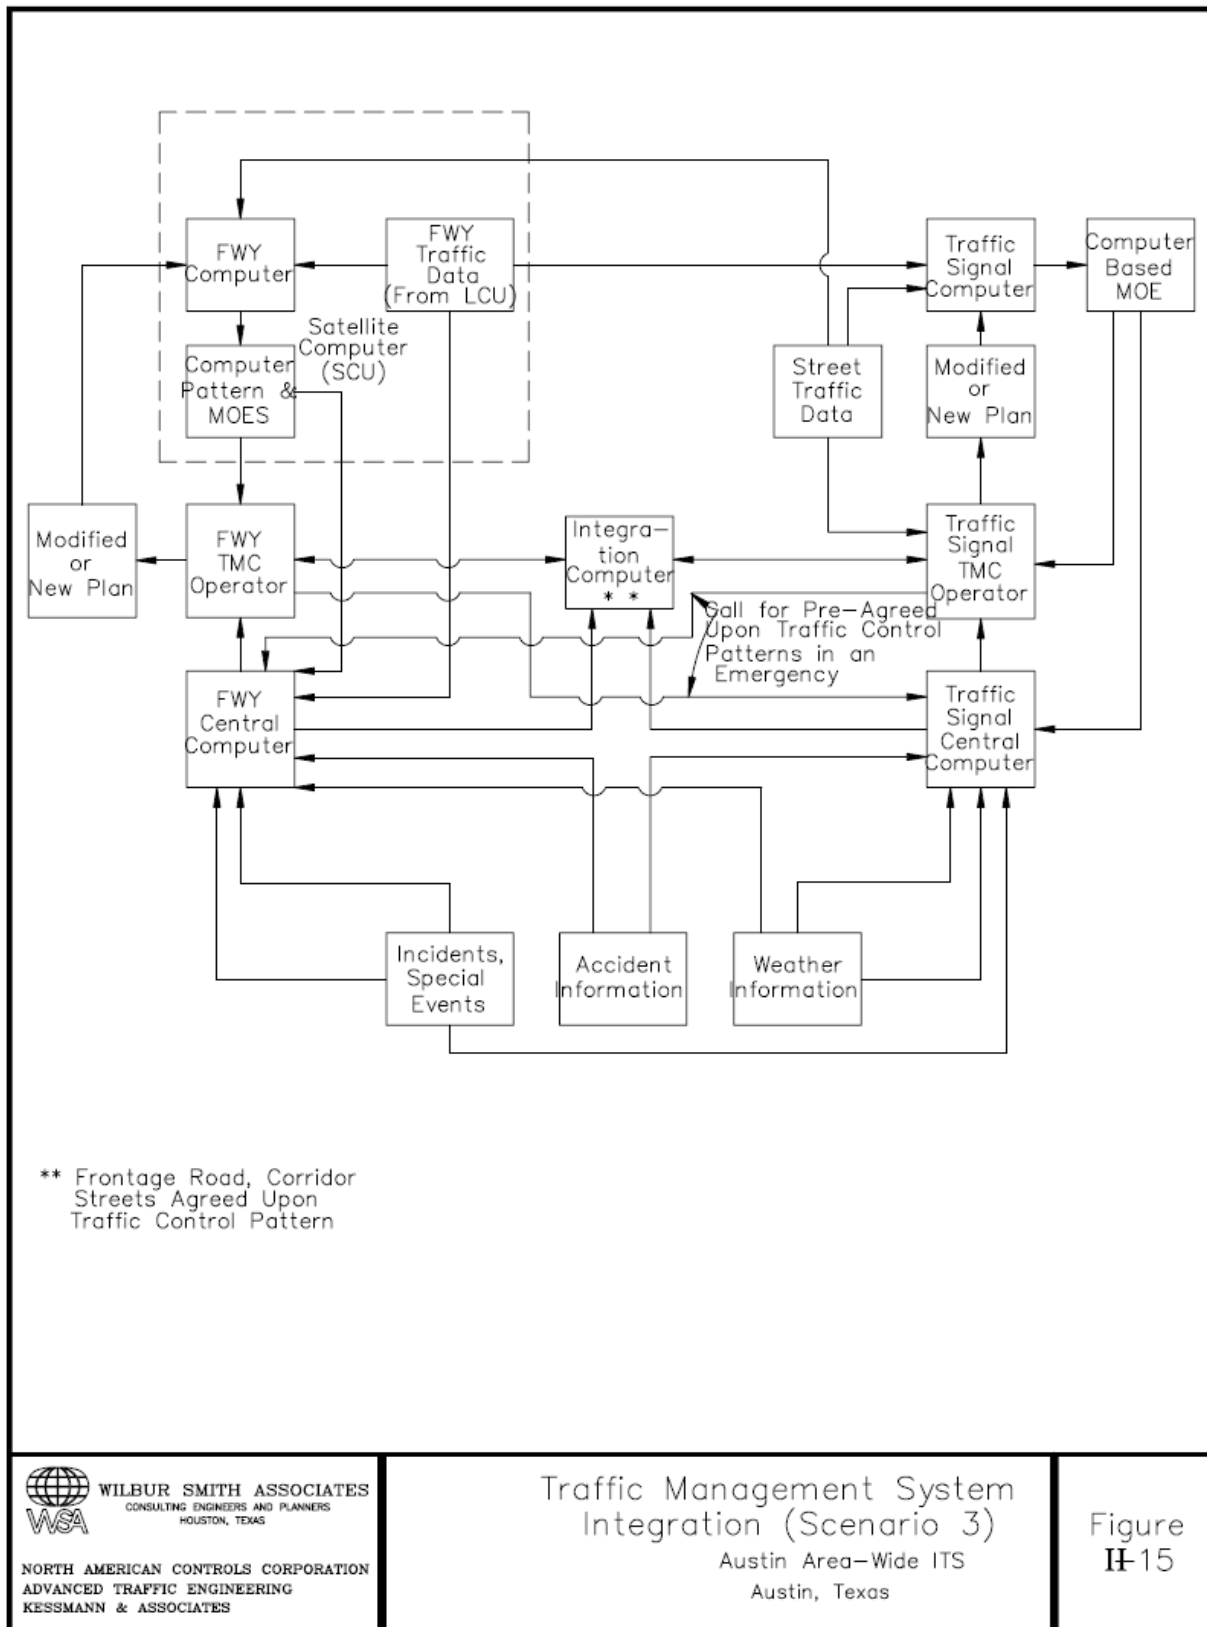 FWY
Computer
FWY
Traffic
Data
(From LCU)
Traffic
Signal
Computer
Computer
Based
MOE
Satellite
Computer
(SCU)
Computer
Pattern &
MOES
Street
Traffic
Data
Modified
or
New Plan
Modified
or
New Plan
FWY
TMC
Operator
Integra-
tion
Computer
* *
Traffic
Signal
TMC
Operator
Call for Pre-Agreed
Upon Traffic Control
Patterns in an
Emergency
FWY
Central
Computer
Traffic
Signal
Central
Computer
Incidents,
Special
Events
Accident
Information
Weather
Information
** Frontage Road, Corridor
Streets Agreed Upon
Traffic Control Pattern
WSA
WILBUR SMITH ASSOCIATES
CONSULTING ENGINEERS AND PLANNERS
HOUSTON, TEXAS
NORTH AMERICAN CONTROLS CORPORATION
ADVANCED TRAFFIC ENGINEERING
KESSMANN & ASSOCIATES
Traffic Management System
Integration (Scenario 3)
Austin Area-Wide ITS
Austin, Texas
Figure
II-15